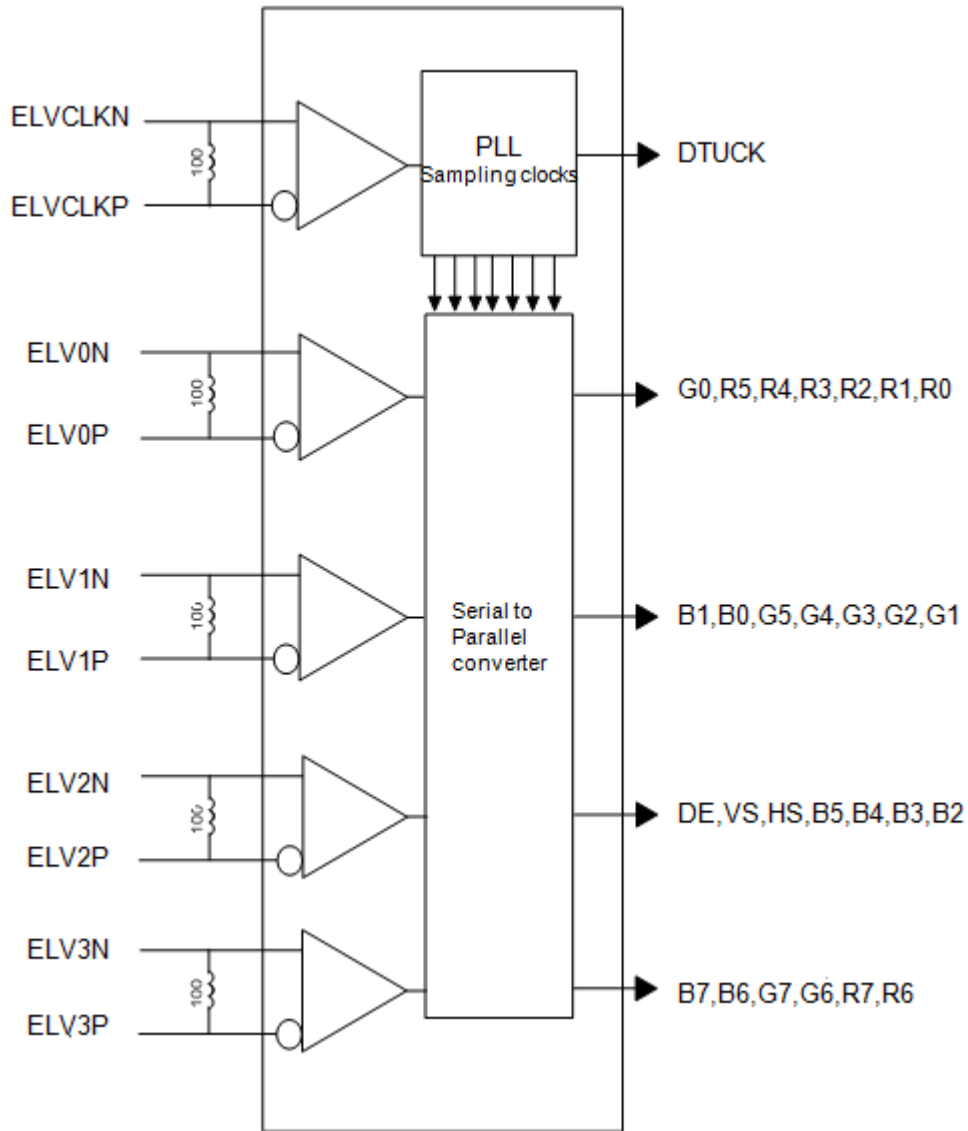 ELVCLKN
100
ELVCLKP
PLL
Sampling clocks
DTUCK
ELV0N
100
ELV0P
G0,R5,R4,R3,R2,R1,R0
ELV1N
100
ELV1P
Serial to
Parallel
converter
B1,B0,G5,G4,G3,G2,G1
ELV2N
100
ELV2P
DE,VS,HS,B5,B4,B3,B2
ELV3N
100
ELV3P
B7,B6,G7,G6,R7,R6